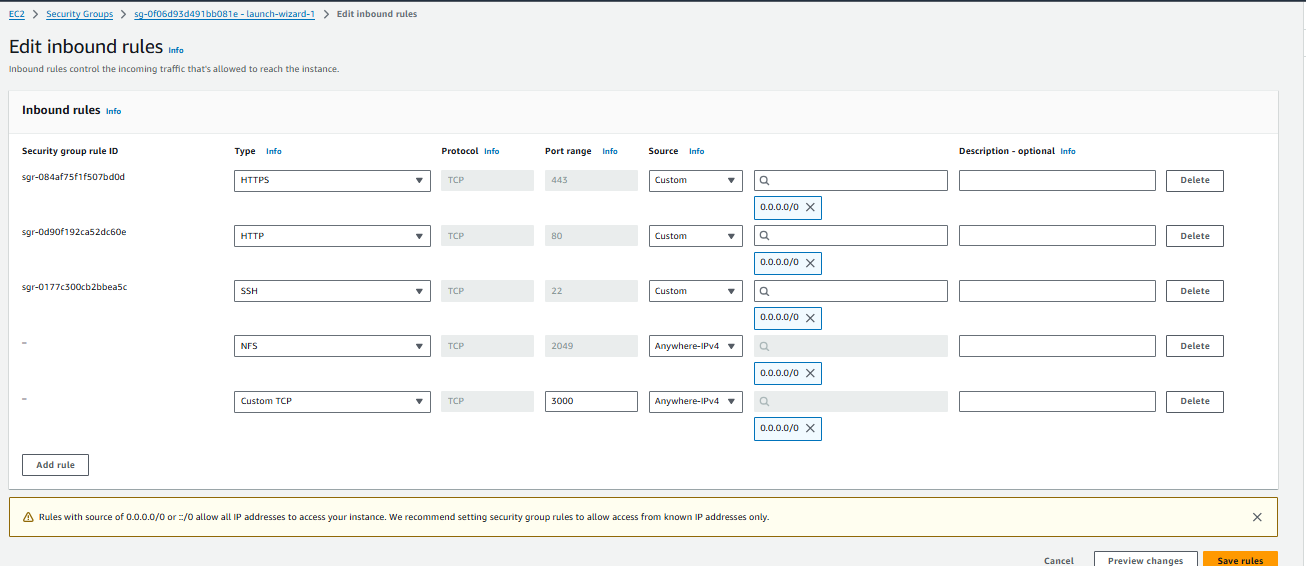 EC2 > Security Groups > sg-0f06d93d491bb081e - launch-wizard-1 > Edit inbound rules
Edit inbound rules Info
Inbound rules control the incoming traffic that's allowed to reach the instance.
Inbound rules Info
Security group rule ID Type Info Protocol Info Port range Info Source Info Description - optional Info
sgr-084af75f1f507bd0d HTTPS TCP 443 Custom Delete
0.0.0.0/0
sgr-0d90f192ca52dc60e HTTP TCP 80 Custom Delete
0.0.0.0/0
sgr-0177c300cb2bbea5c SSH TCP 22 Custom Delete
0.0.0.0/0
– NFS TCP 2049 Anywhere-IPv4 Delete
0.0.0.0/0
– Custom TCP TCP 3000 Anywhere-IPv4 Delete
0.0.0.0/0
Add rule
Rules with source of 0.0.0.0/0 or ::/0 allow all IP addresses to access your instance. We recommend setting security group rules to allow access from known IP addresses only.
Cancel Preview changes Save rules